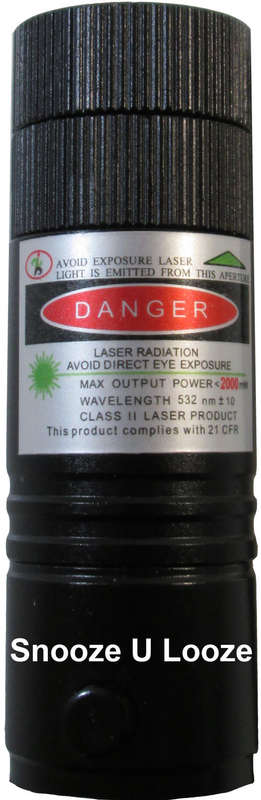 AVOID EXPOSURE LASER
LIGHT IS EMITTED FROM THIS APERTURE
DANGER
LASER RADIATION
AVOID DIRECT EYE EXPOSURE
MAX OUTPUT POWER<2000mW
WAVELENGTH 532 nm±10
CLASS II LASER PRODUCT
This product complies with 21 CFR
Snooze U Looze